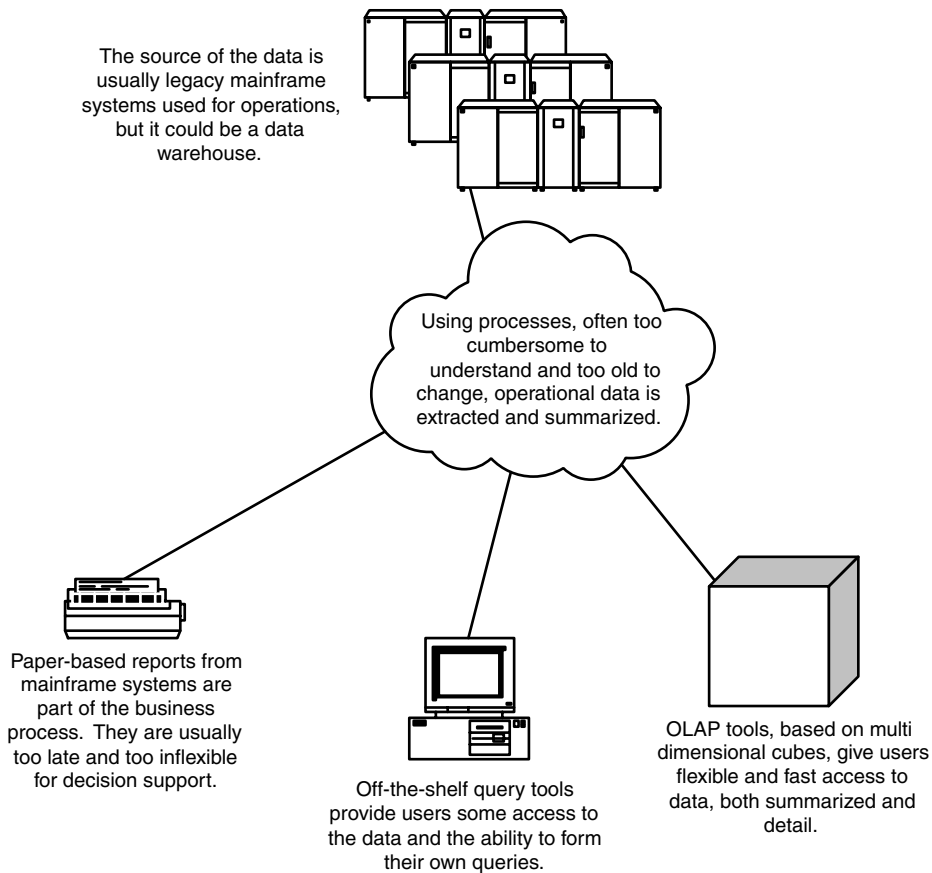 The source of the data is
usually legacy mainframe
systems used for operations,
but it could be a data
warehouse.
Using processes, often too
cumbersome to
understand and too old to
change, operational data is
extracted and summarized.
Paper-based reports from
mainframe systems are
part of the business
process. They are usually
too late and too inflexible
for decision support.
Off-the-shelf query tools
provide users some access to
the data and the ability to form
their own queries.
OLAP tools, based on multi
dimensional cubes, give users
flexible and fast access to
data, both summarized and
detail.